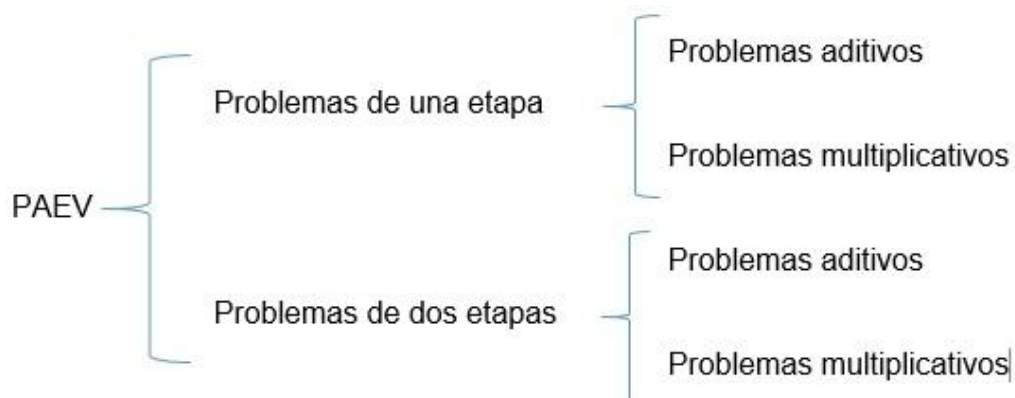 PAEV
Problemas de una etapa
Problemas aditivos
Problemas multiplicativos
Problemas de dos etapas
Problemas aditivos
Problemas multiplicativos